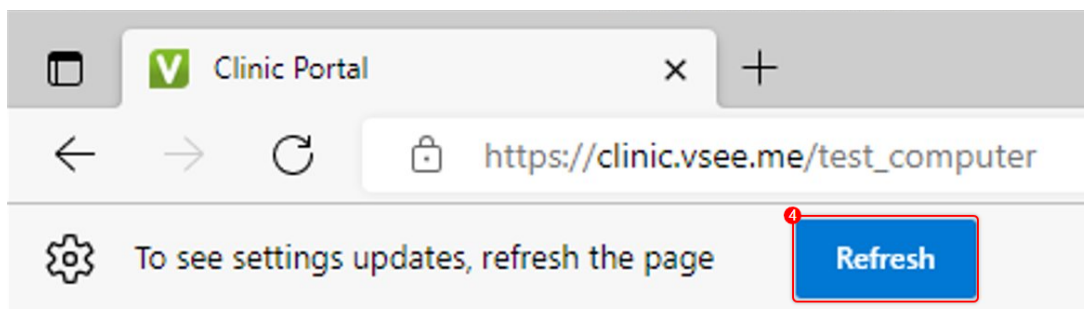 V Clinic Portal
https://clinic.vsee.me/test_computer
4
To see settings updates, refresh the page Refresh